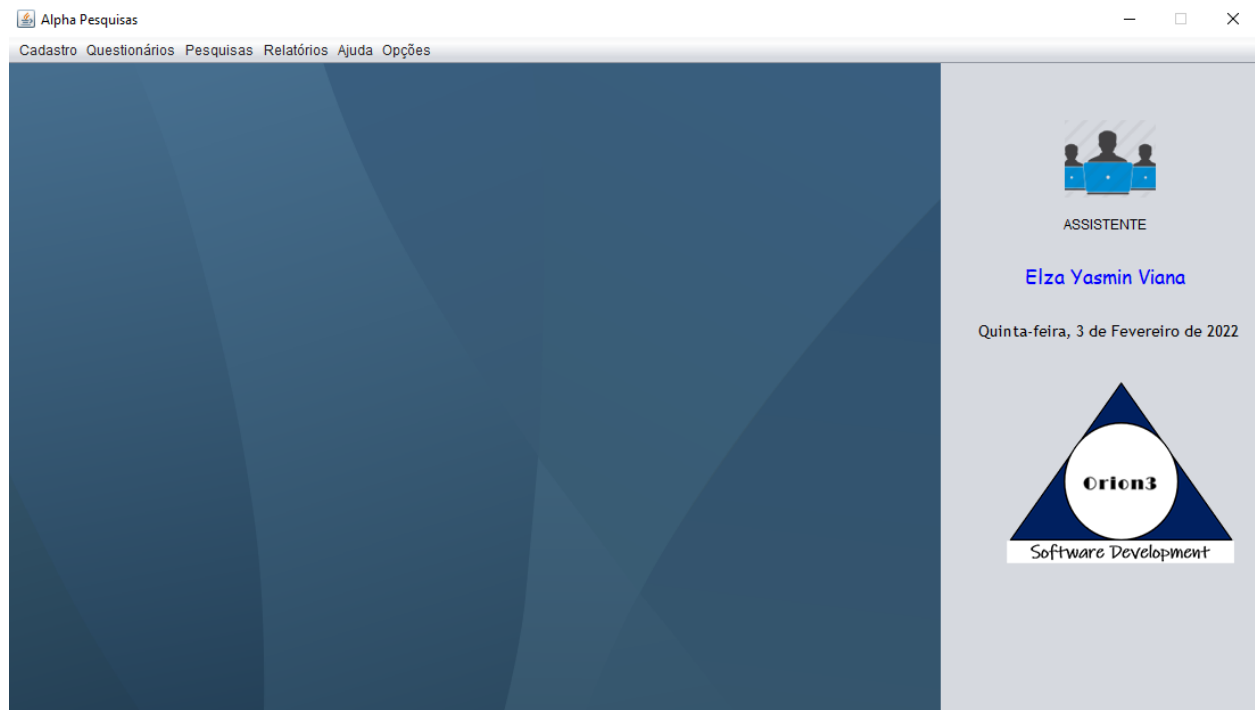 Alpha Pesquisas
Cadastro Questionários Pesquisas Relatórios Ajuda Opções
ASSISTENTE
Elza Yasmin Viana
Quinta-feira, 3 de Fevereiro de 2022
Orion3
Software Development